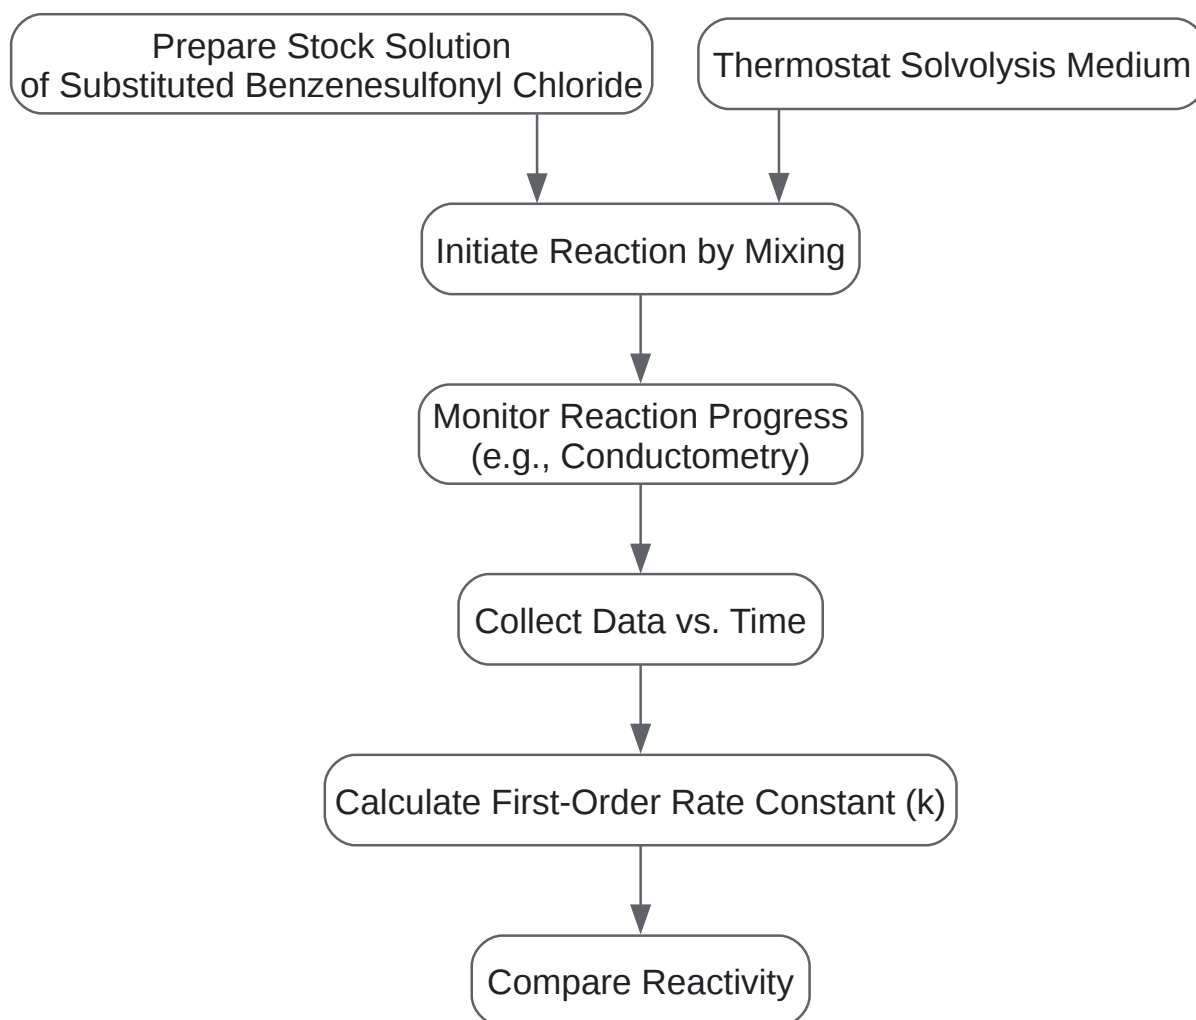 Prepare Stock Solution
of Substituted Benzenesulfonyl Chloride
Thermostat Solvolysis Medium
Initiate Reaction by Mixing
Monitor Reaction Progress
(e.g., Conductometry)
Collect Data vs. Time
Calculate First-Order Rate Constant (k)
Compare Reactivity